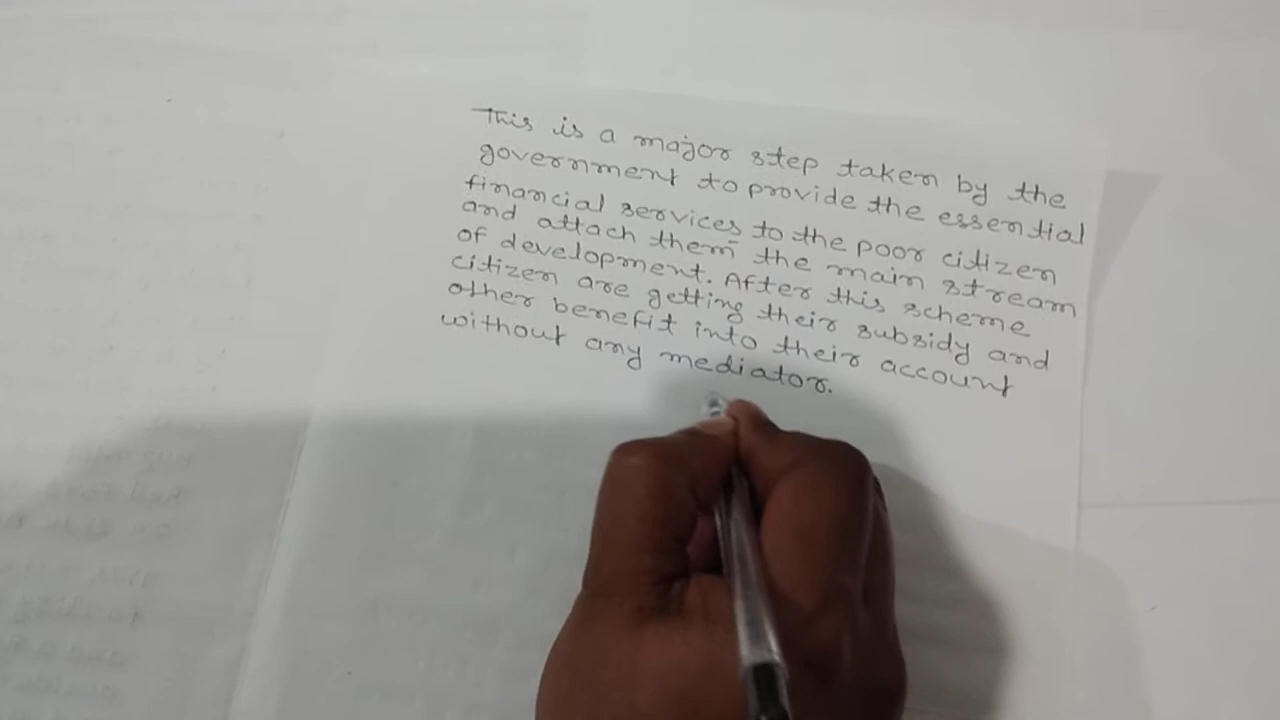 This is a major step taken by the
government to provide the essential
financial services to the poor citizen
and attach them the main stream
of development. After this scheme
citizen are getting their subsidy and
other benefit into their account
without any mediator.